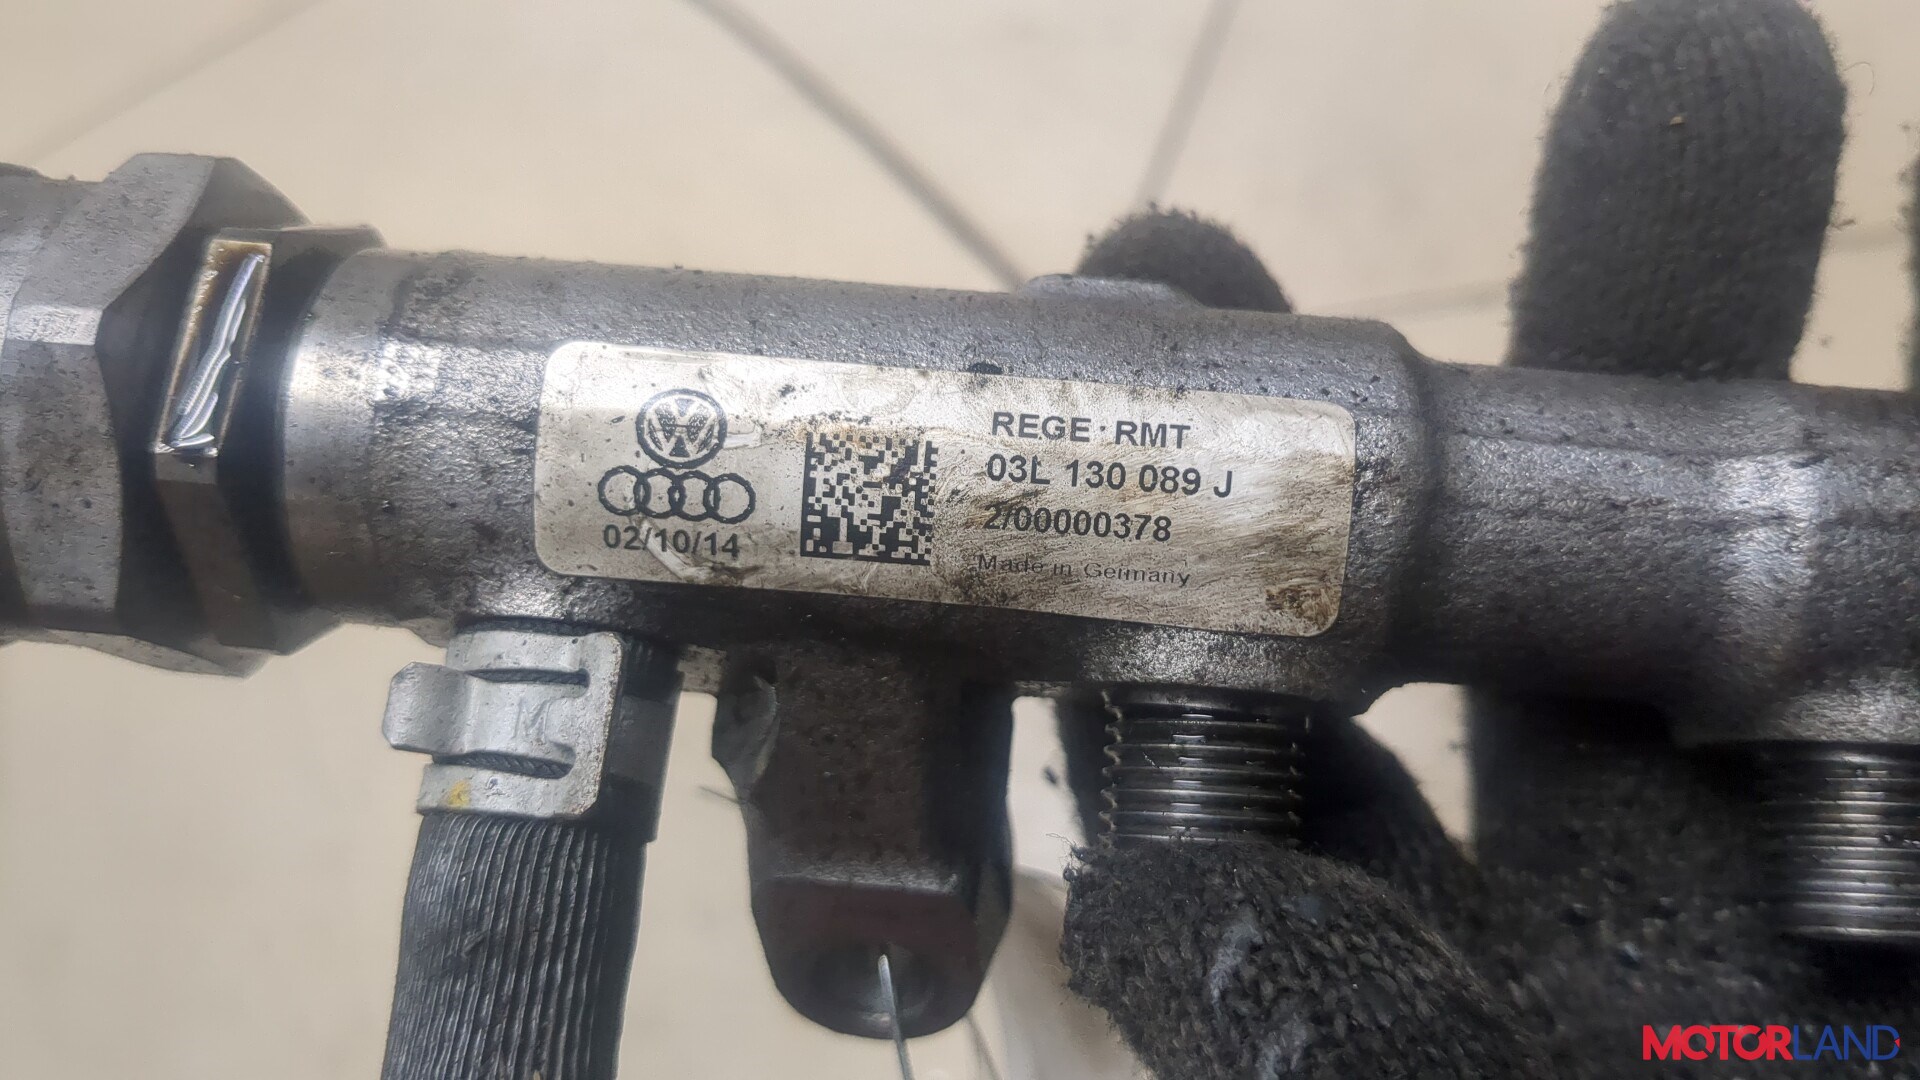 REGE · RMT
03L 130 089 J
2/00000378
Made in Germany
02/10/14
M
MOTORLAND